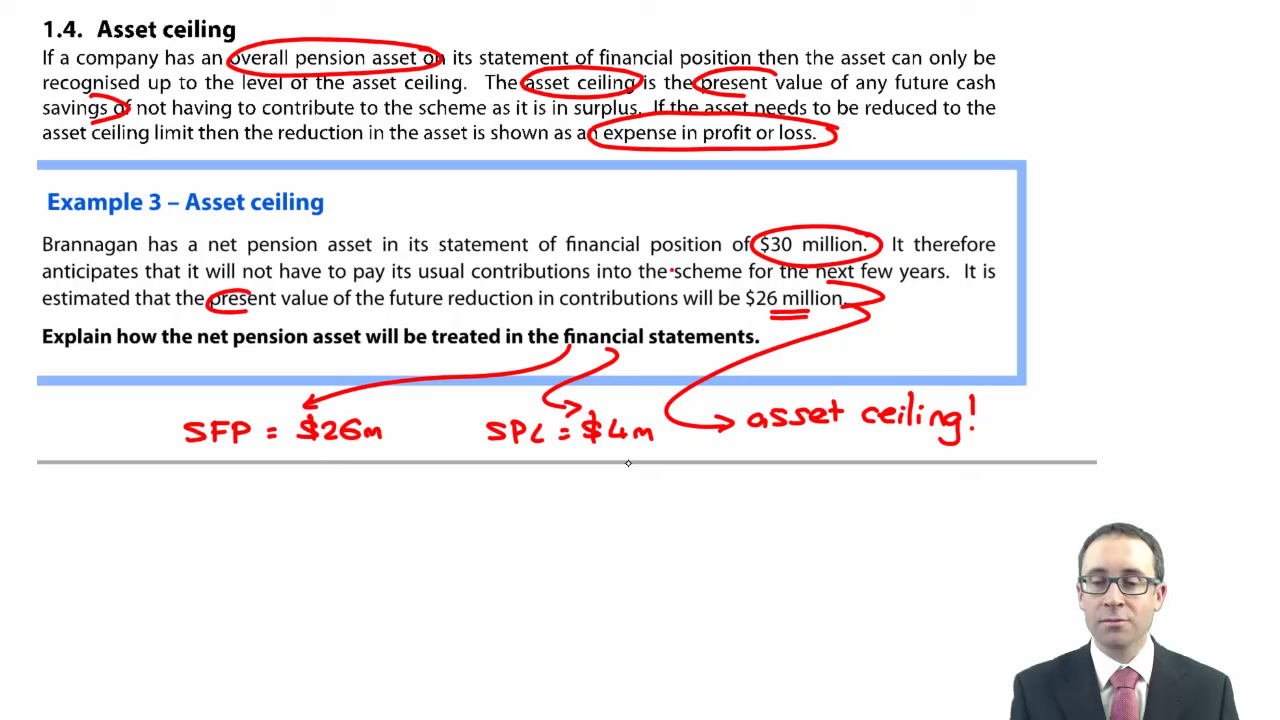 1.4. Asset ceiling
If a company has an overall pension asset on its statement of financial position then the asset can only be
recognised up to the level of the asset ceiling. The asset ceiling is the present value of any future cash
savings of not having to contribute to the scheme as it is in surplus. If the asset needs to be reduced to the
asset ceiling limit then the reduction in the asset is shown as an expense in profit or loss.
Example 3 – Asset ceiling
Brannagan has a net pension asset in its statement of financial position of $30 million. It therefore
anticipates that it will not have to pay its usual contributions into the scheme for the next few years. It is
estimated that the present value of the future reduction in contributions will be $26 million.
Explain how the net pension asset will be treated in the financial statements.
SFP = $26m SPL = $4m asset ceiling!